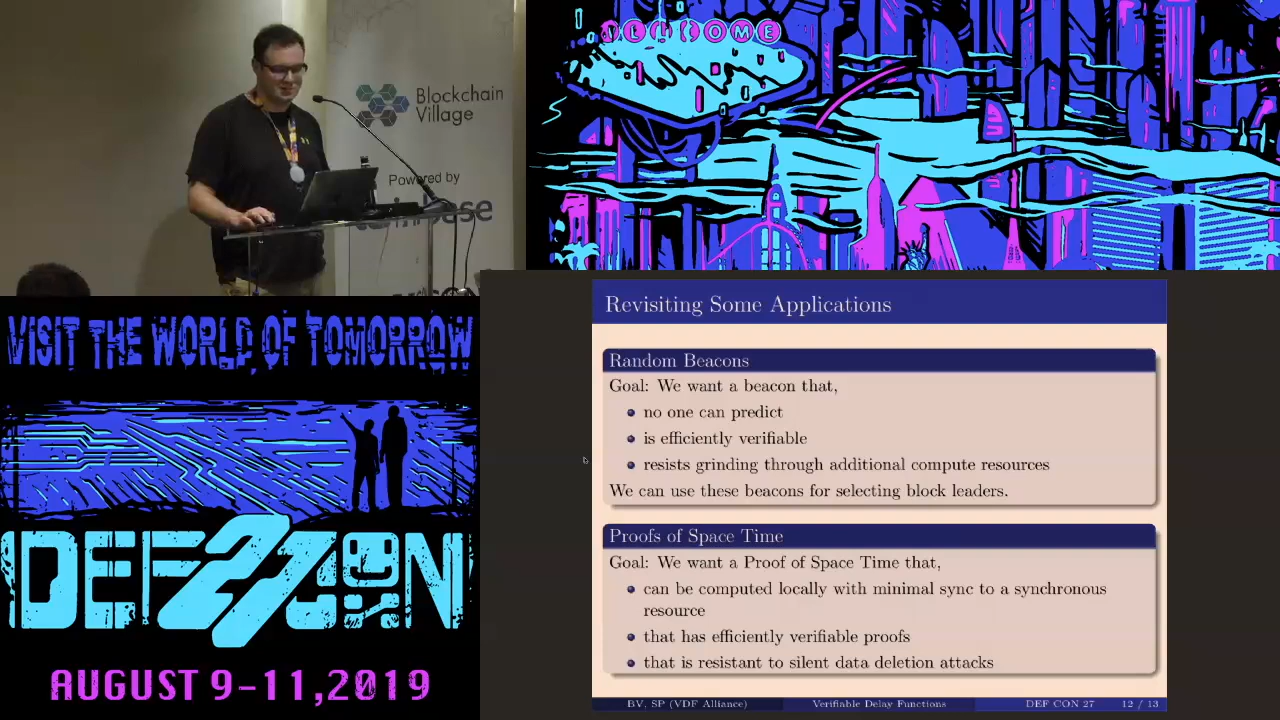 WELCOME
Blockchain
Village
Powered by
VISIT THE WORLD OF TOMORROW
DEF CON
27
AUGUST 9-11,2019
Revisiting Some Applications
Random Beacons
Goal: We want a beacon that,
no one can predict
is efficiently verifiable
resists grinding through additional compute resources
We can use these beacons for selecting block leaders.
Proofs of Space Time
Goal: We want a Proof of Space Time that,
can be computed locally with minimal sync to a synchronous
resource
that has efficiently verifiable proofs
that is resistant to silent data deletion attacks
BV, SP (VDF Alliance) Verifiable Delay Functions DEF CON 27 12 / 13